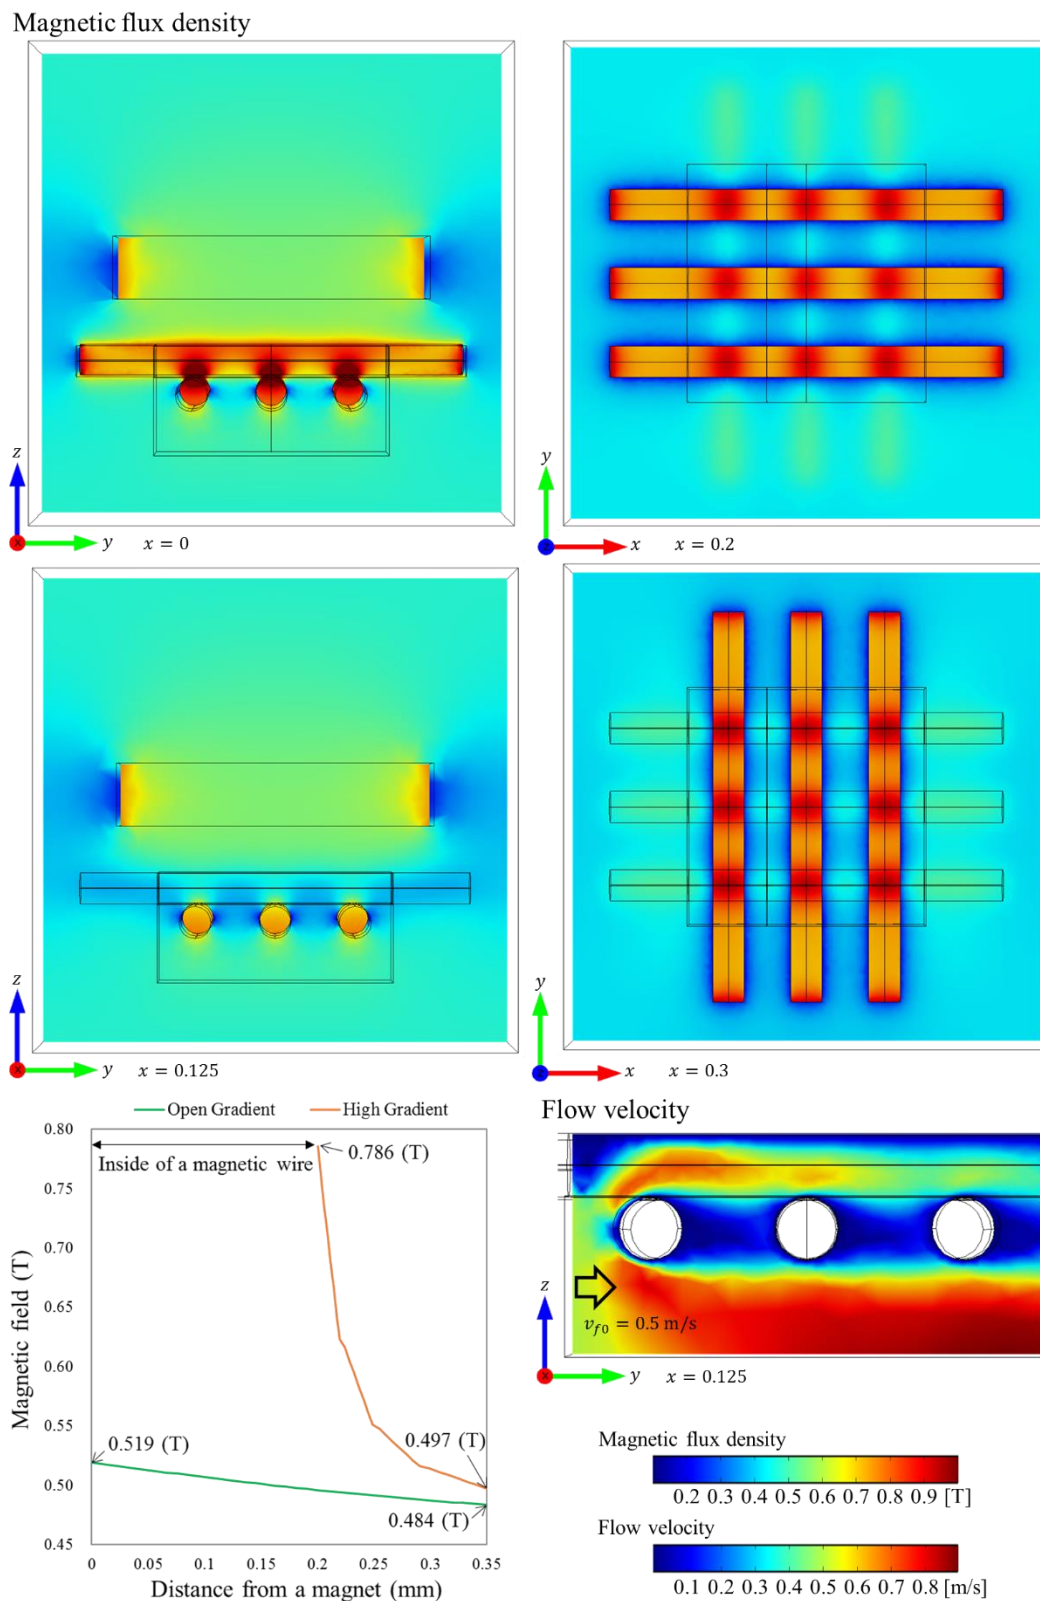 Magnetic flux density
z
x
y
x = 0
y
z
x
x = 0.2
z
x
y
x = 0.125
y
z
x
x = 0.3
Open Gradient
High Gradient
0.80
0.75
0.70
0.65
0.60
0.55
0.50
0.45
Magnetic field (T)
Inside of a magnetic wire
0.786 (T)
0.519 (T)
0.497 (T)
0.484 (T)
0 0.05 0.1 0.15 0.2 0.25 0.3 0.35
Distance from a magnet (mm)
Flow velocity
v_{f0} = 0.5 m/s
z
x
y
x = 0.125
Magnetic flux density
0.2 0.3 0.4 0.5 0.6 0.7 0.8 0.9 [T]
Flow velocity
0.1 0.2 0.3 0.4 0.5 0.6 0.7 0.8 [m/s]